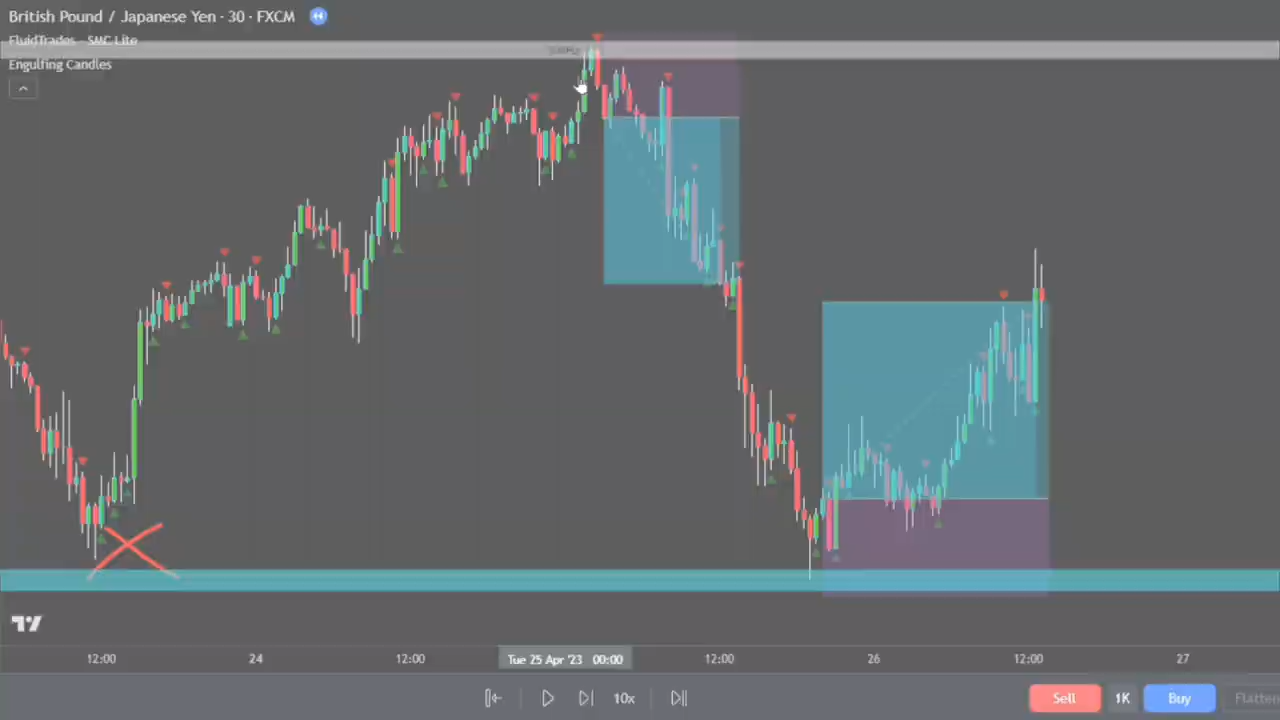 British Pound / Japanese Yen · 30 · FXCM
FluidTrades - SMC Lite
Engulfing Candles
12:00
24
12:00
Tue 25 Apr '23 00:00
12:00
26
12:00
27
10x
Sell
1K
Buy
Flatten